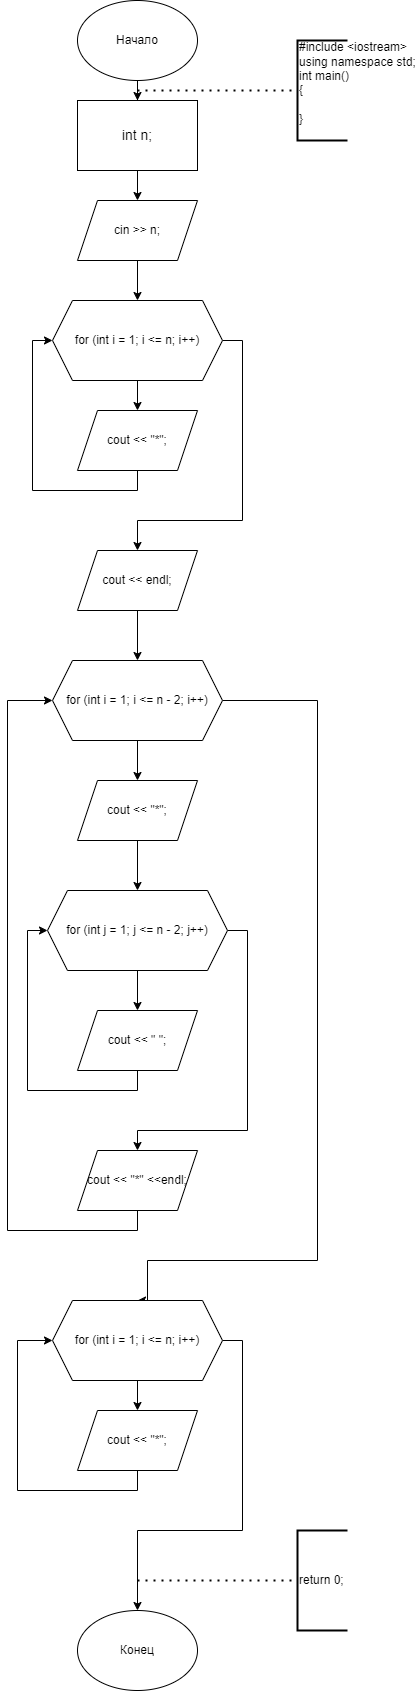 Начало
#include <iostream>
using namespace std;
int main()
{
}
int n;
cin >> n;
for (int i = 1; i <= n; i++)
cout << "*";
cout << endl;
for (int i = 1; i <= n - 2; i++)
cout << "*";
for (int j = 1; j <= n - 2; j++)
cout << " ";
cout << "*" <<endl;
for (int i = 1; i <= n; i++)
cout << "*";
return 0;
Конец